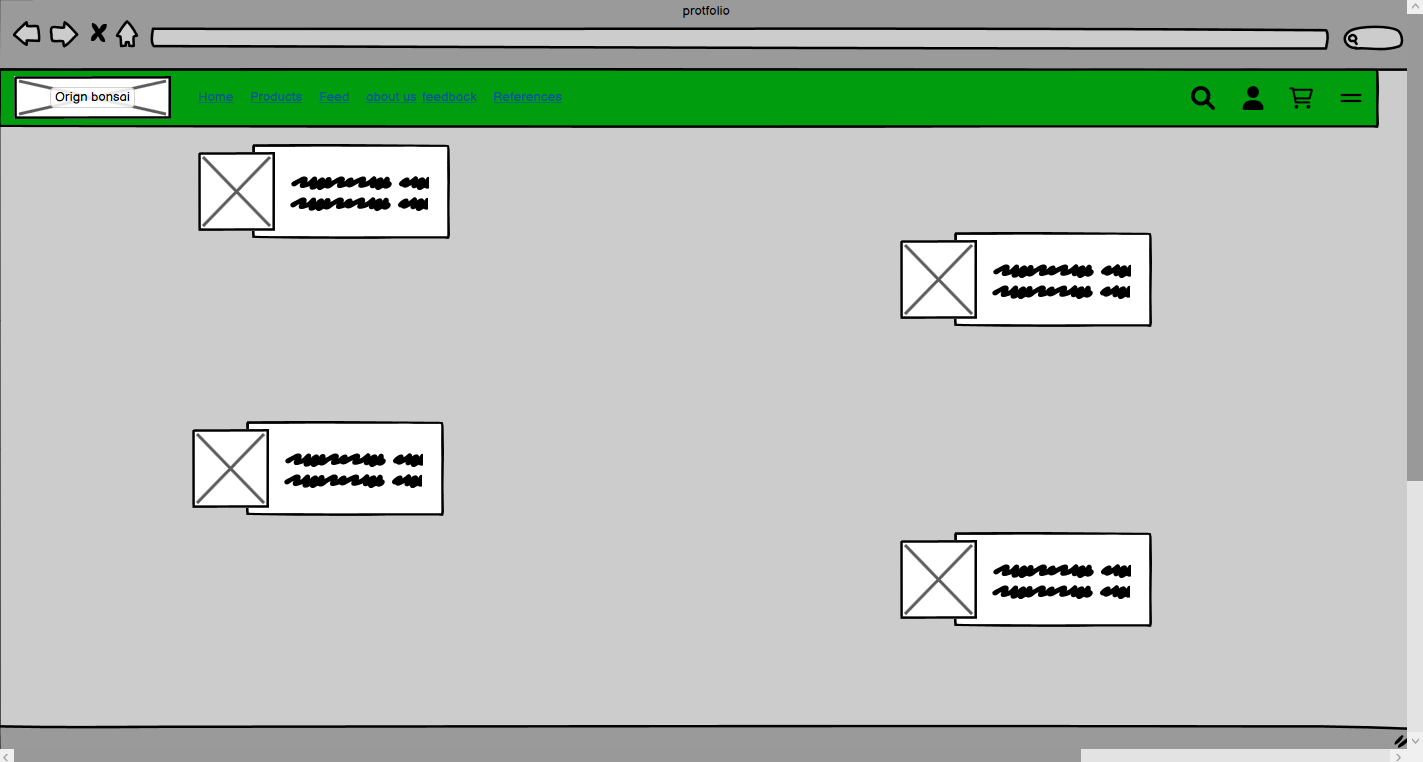 protfolio
Orign bonsai
Home Products Feed about us feedback References